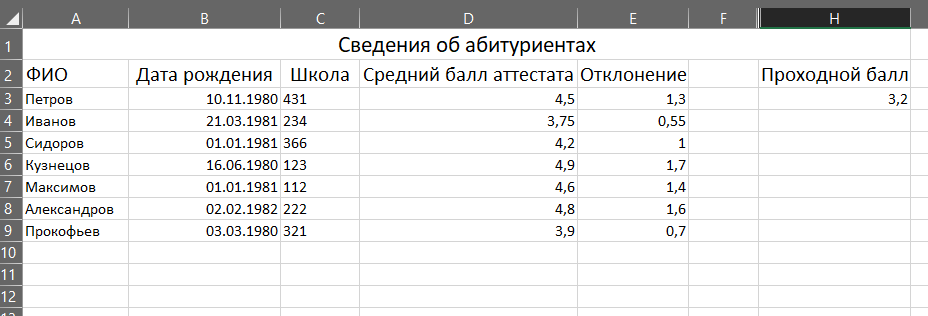 A B C D E F H
1 Сведения об абитуриентах
2 ФИО Дата рождения Школа Средний балл аттестата Отклонение Проходной балл
3 Петров 10.11.1980 431 4,5 1,3 3,2
4 Иванов 21.03.1981 234 3,75 0,55
5 Сидоров 01.01.1981 366 4,2 1
6 Кузнецов 16.06.1980 123 4,9 1,7
7 Максимов 01.01.1981 112 4,6 1,4
8 Александров 02.02.1982 222 4,8 1,6
9 Прокофьев 03.03.1980 321 3,9 0,7
10
11
12